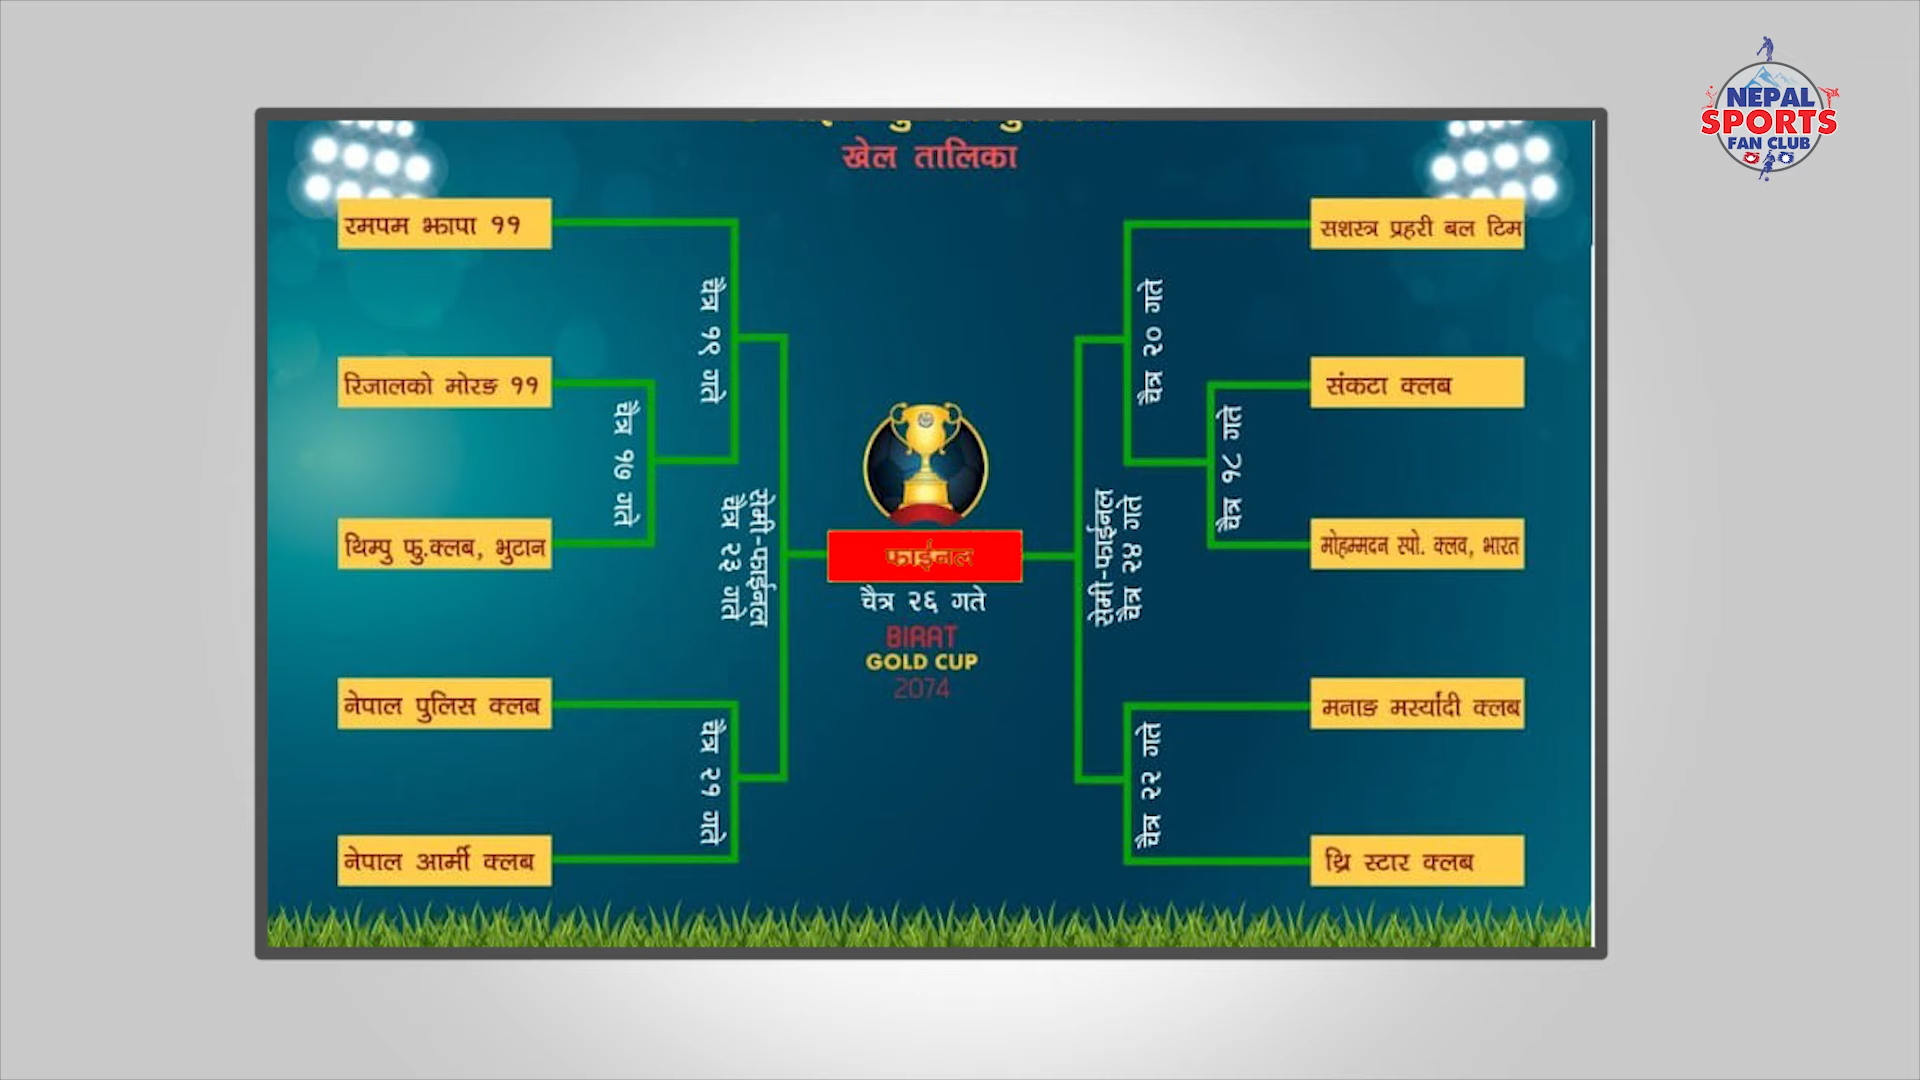 NEPAL
SPORTS
FAN CLUB
खेल तालिका
रमपम झापा ११
रिजालको मोरङ ११
थिम्पु फु.क्लब, भुटान
नेपाल पुलिस क्लब
नेपाल आर्मी क्लब
चैत्र १९ गते
चैत्र १७ गते
सेमी-फाईनल
चैत्र २३ गते
चैत्र २१ गते
फाईनल
चैत्र २६ गते
BIRAT
GOLD CUP
2074
सेमी-फाईनल
चैत्र २४ गते
चैत्र २० गते
चैत्र १८ गते
चैत्र २२ गते
सशस्त्र प्रहरी बल टिम
संकटा क्लब
मोहम्मदन स्पो. क्लव, भारत
मनाङ मर्स्यांदी क्लब
थ्रि स्टार क्लब